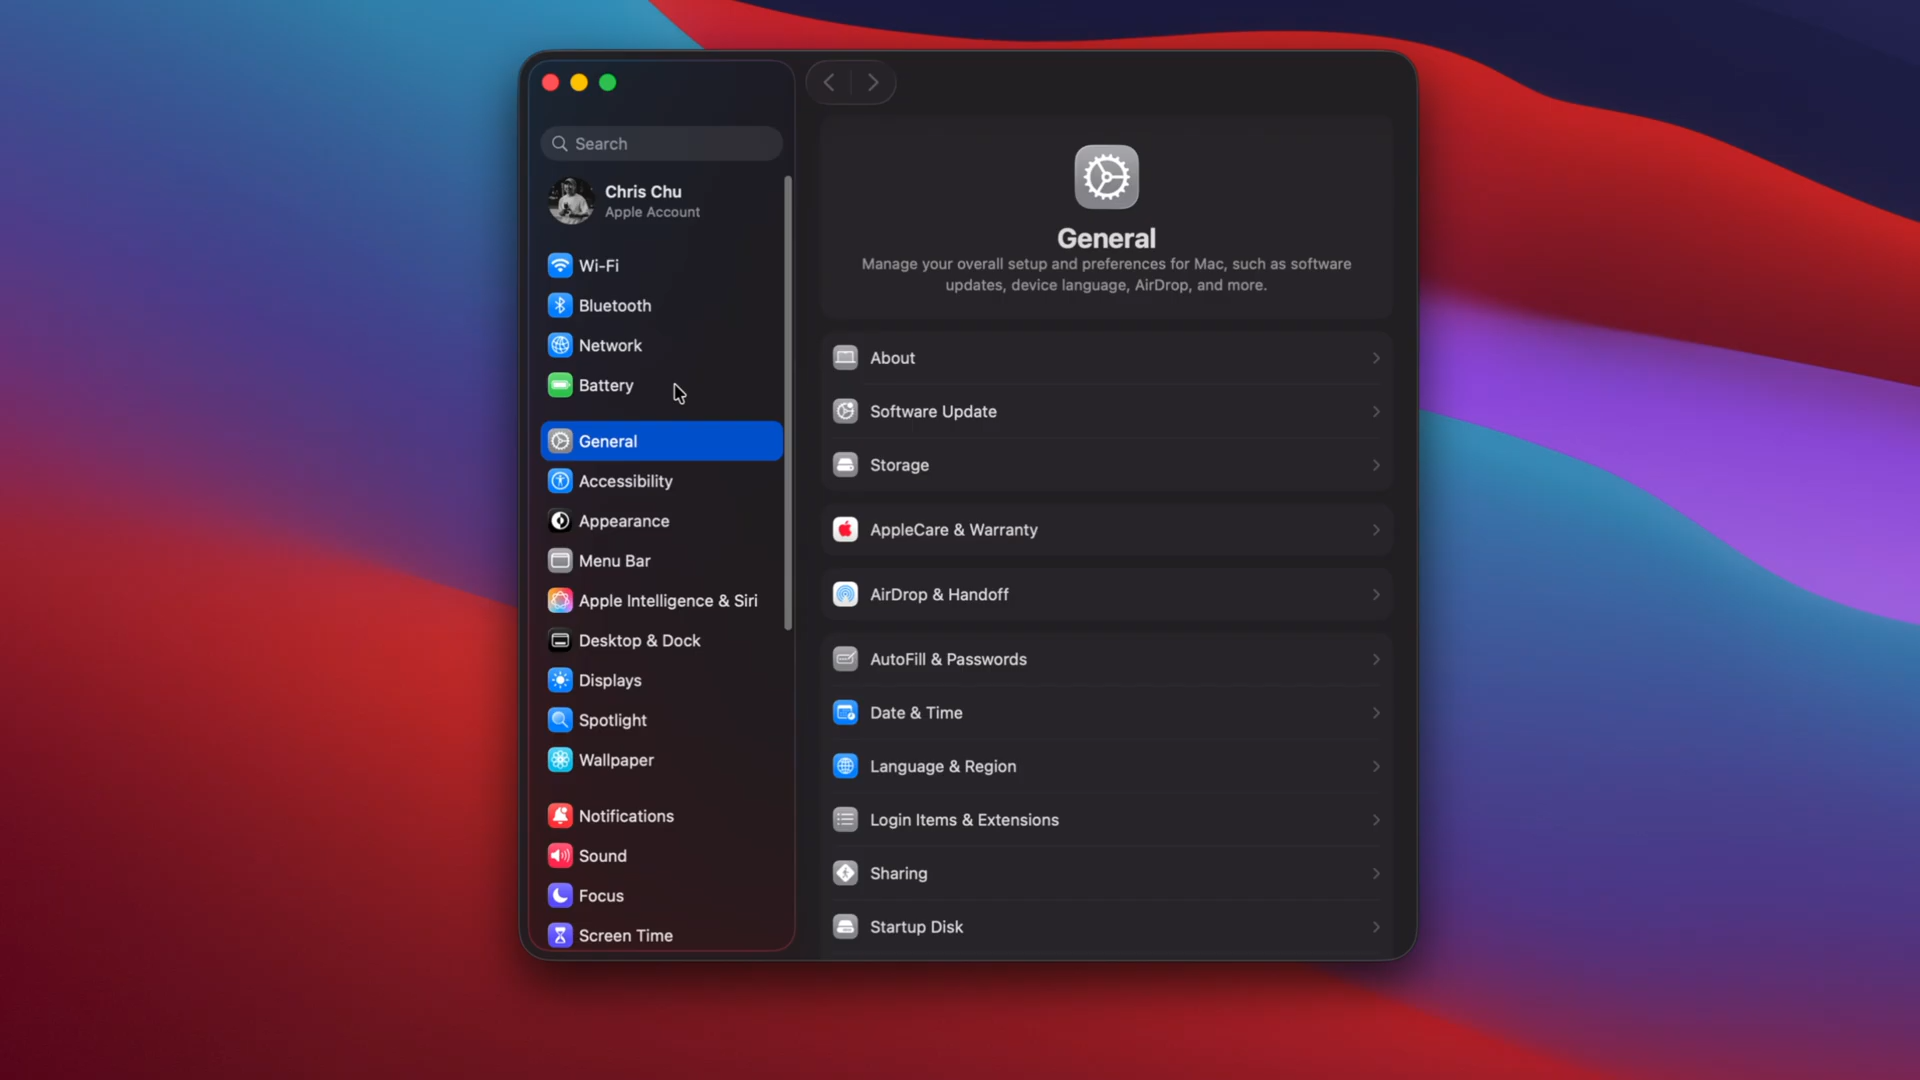 Search
Chris Chu
Apple Account
Wi-Fi
Bluetooth
Network
Battery
General
Accessibility
Appearance
Menu Bar
Apple Intelligence & Siri
Desktop & Dock
Displays
Spotlight
Wallpaper
Notifications
Sound
Focus
Screen Time
General
Manage your overall setup and preferences for Mac, such as software
updates, device language, AirDrop, and more.
About
Software Update
Storage
AppleCare & Warranty
AirDrop & Handoff
AutoFill & Passwords
Date & Time
Language & Region
Login Items & Extensions
Sharing
Startup Disk